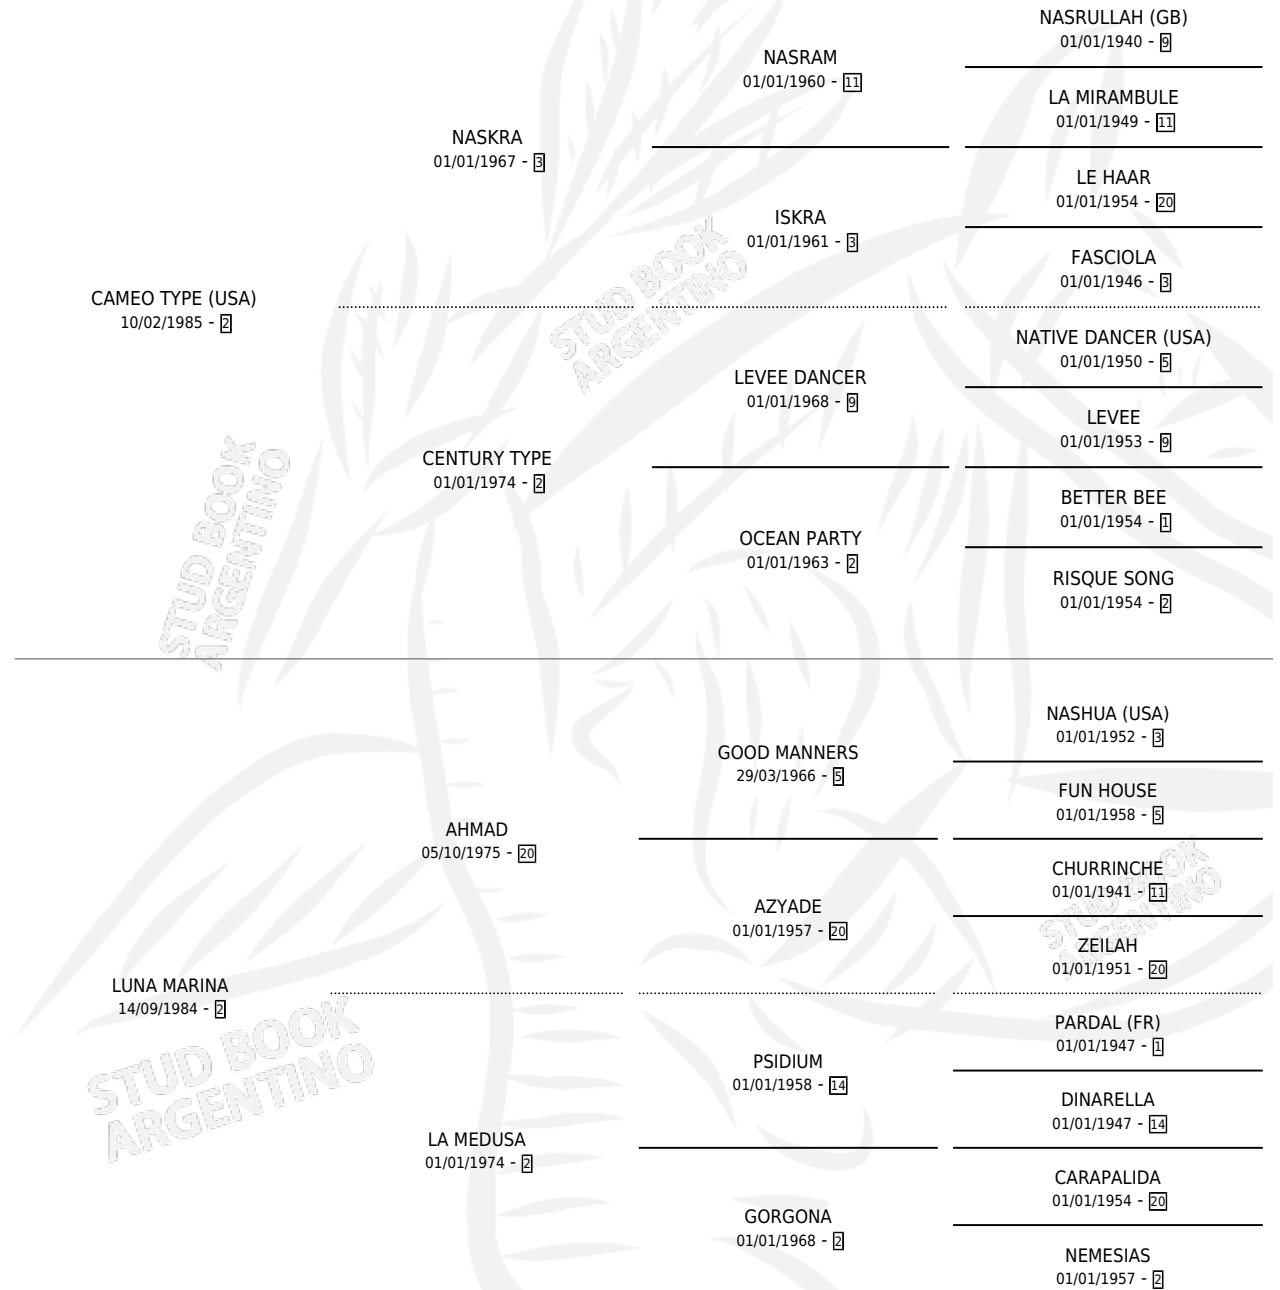 NASRULLAH (GB)
01/01/1940 - 9
NASRAM
01/01/1960 - 11
LA MIRAMBULE
01/01/1949 - 11
NASKRA
01/01/1967 - 3
LE HAAR
01/01/1954 - 20
ISKRA
01/01/1961 - 3
FASCIOLA
01/01/1946 - 3
CAMEO TYPE (USA)
10/02/1985 - 2
NATIVE DANCER (USA)
01/01/1950 - 5
LEVEE DANCER
01/01/1968 - 9
LEVEE
01/01/1953 - 9
CENTURY TYPE
01/01/1974 - 2
BETTER BEE
01/01/1954 - 1
OCEAN PARTY
01/01/1963 - 2
RISQUE SONG
01/01/1954 - 2
STUD BOOK
ARGENTINO
STUD BOOK
ARGENTINO
NASHUA (USA)
01/01/1952 - 3
GOOD MANNERS
29/03/1966 - 5
FUN HOUSE
01/01/1958 - 5
AHMAD
05/10/1975 - 20
CHURRINCHE
01/01/1941 - 11
AZYADE
01/01/1957 - 20
ZEILAH
01/01/1951 - 20
STUD BOOK
ARGENTINO
LUNA MARINA
14/09/1984 - 2
PARDAL (FR)
01/01/1947 - 1
PSIDIUM
01/01/1958 - 14
DINARELLA
01/01/1947 - 14
STUD BOOK
ARGENTINO
LA MEDUSA
01/01/1974 - 2
CARAPALIDA
01/01/1954 - 20
GORGONA
01/01/1968 - 2
NEMESIAS
01/01/1957 - 2